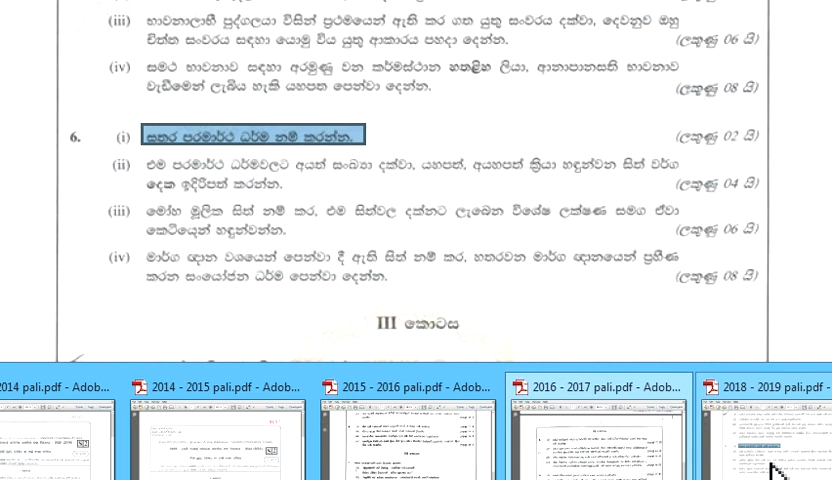 (iii) භාවනාලාභී පුද්ගලයා විසින් ප්‍රථමයෙන් ඇති කර ගත යුතු සංවරය දක්වා, දෙවනුව ඔහු
චිත්ත සංවරය සඳහා යොමු විය යුතු ආකාරය පහදා දෙන්න. (ලකුණු 06 යි)
(iv) සමථ භාවනාව සඳහා අරමුණු වන කර්මස්ථාන හතළිහ ලියා, ආනාපානසති භාවනාව
වැඩීමෙන් ලැබිය හැකි යහපත පෙන්වා දෙන්න. (ලකුණු 08 යි)
6. (i) සතර පරමාර්ථ ධර්ම නම් කරන්න. (ලකුණු 02 යි)
(ii) එම පරමාර්ථ ධර්මවලට අයත් සංඛ්‍යා දක්වා, යහපත්, අයහපත් ක්‍රියා හඳුන්වන සිත් වර්ග
දෙක ඉදිරිපත් කරන්න. (ලකුණු 04 යි)
(iii) මෝහ මූලික සිත් නම් කර, එම සිත්වල දක්නට ලැබෙන විශේෂ ලක්ෂණ සමග ඒවා
කෙටියෙන් හඳුන්වන්න. (ලකුණු 06 යි)
(iv) මාර්ග ඥාන වශයෙන් පෙන්වා දී ඇති සිත් නම් කර, හතරවන මාර්ග ඥානයෙන් ප්‍රහීණ
කරන සංයෝජන ධර්ම පෙන්වා දෙන්න. (ලකුණු 08 යි)
III කොටස
2014 pali.pdf - Adob... 2014 - 2015 pali.pdf - Adob... 2015 - 2016 pali.pdf - Adob... 2016 - 2017 pali.pdf - Adob... 2018 - 2019 pali.pdf -